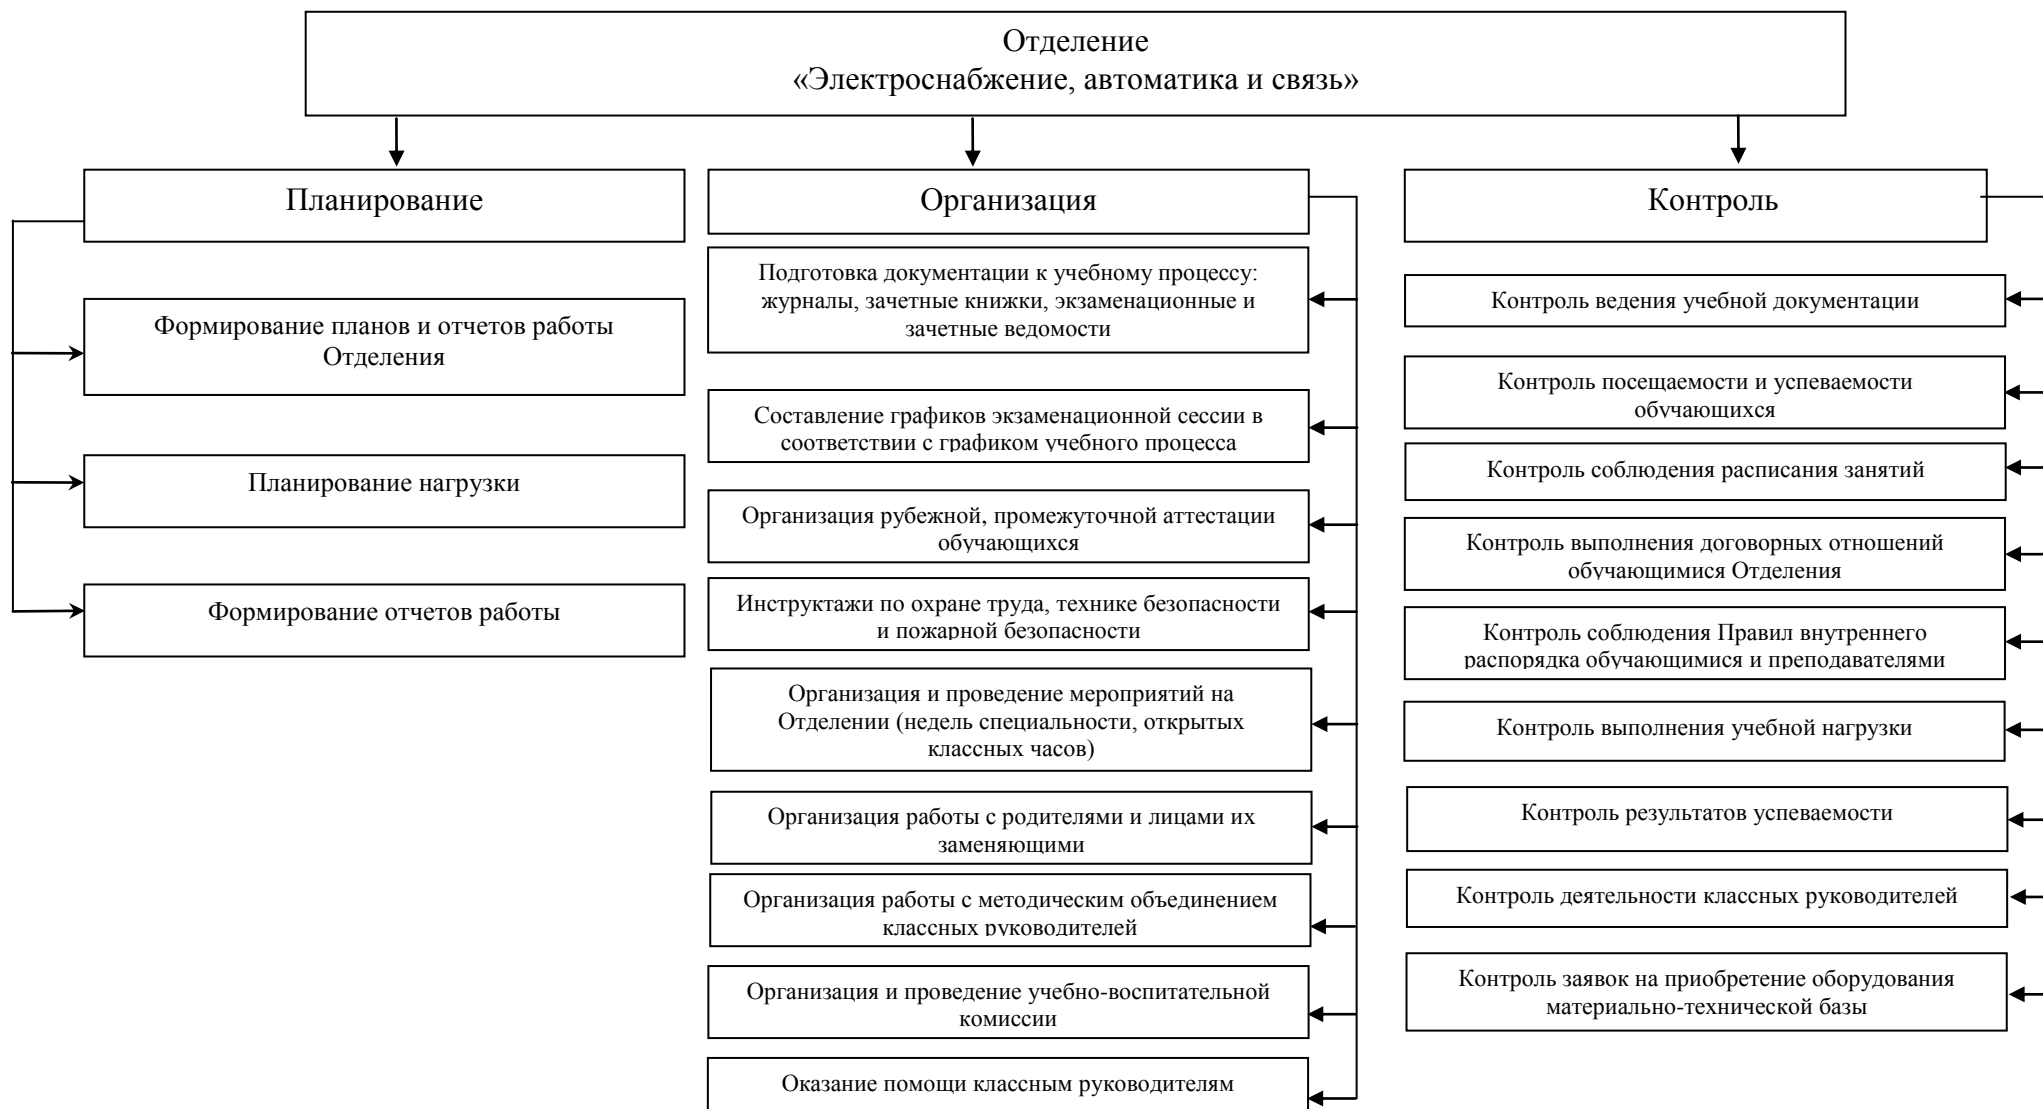 Отделение
«Электроснабжение, автоматика и связь»
Планирование
Формирование планов и отчетов работы
Отделения
Планирование нагрузки
Формирование отчетов работы
Организация
Подготовка документации к учебному процессу:
журналы, зачетные книжки, экзаменационные и
зачетные ведомости
Составление графиков экзаменационной сессии в
соответствии с графиком учебного процесса
Организация рубежной, промежуточной аттестации
обучающихся
Инструктажи по охране труда, технике безопасности
и пожарной безопасности
Организация и проведение мероприятий на
Отделении (недель специальности, открытых
классных часов)
Организация работы с родителями и лицами их
заменяющими
Организация работы с методическим объединением
классных руководителей
Организация и проведение учебно-воспитательной
комиссии
Оказание помощи классным руководителям
Контроль
Контроль ведения учебной документации
Контроль посещаемости и успеваемости
обучающихся
Контроль соблюдения расписания занятий
Контроль выполнения договорных отношений
обучающимися Отделения
Контроль соблюдения Правил внутреннего
распорядка обучающимися и преподавателями
Контроль выполнения учебной нагрузки
Контроль результатов успеваемости
Контроль деятельности классных руководителей
Контроль заявок на приобретение оборудования
материально-технической базы